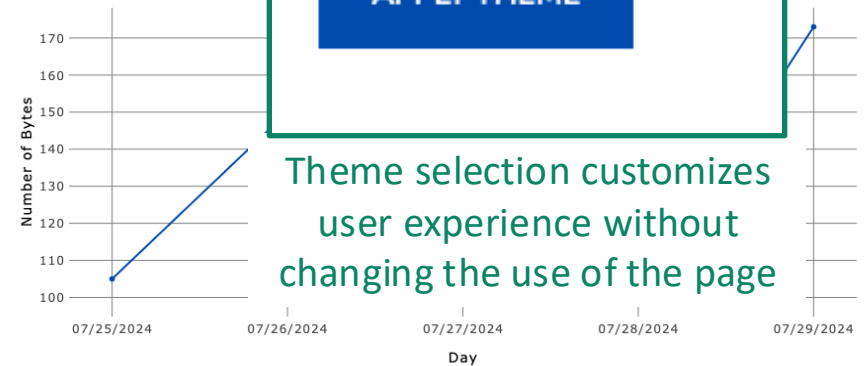 APPLY THEME
170
160
150
140
130
120
110
100
Number of Bytes
Theme selection customizes
user experience without
changing the use of the page
07/25/2024
07/26/2024
07/27/2024
07/28/2024
07/29/2024
Day